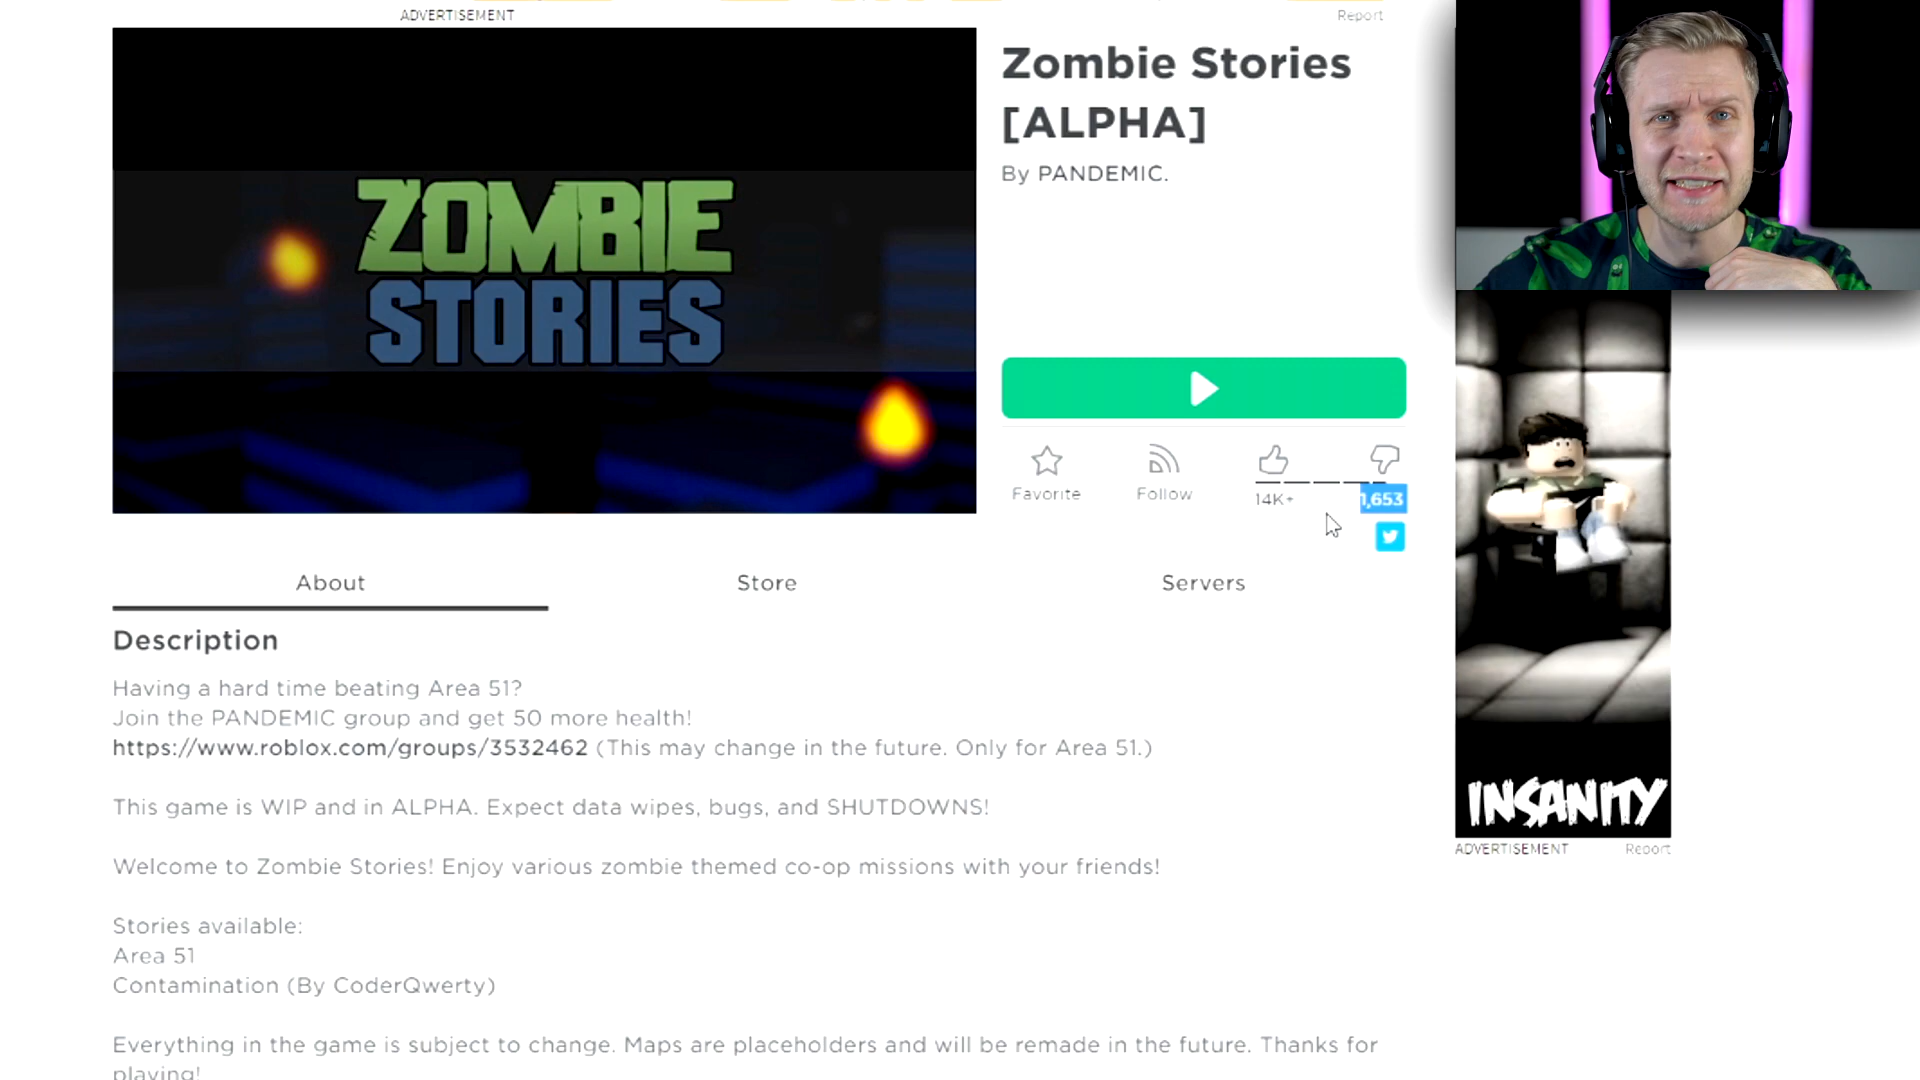 ADVERTISEMENT
Report
ZOMBIE
STORIES
Zombie Stories
[ALPHA]
By PANDEMIC.
Favorite
Follow
14K+
1,653
About
Store
Servers
Description
Having a hard time beating Area 51?
Join the PANDEMIC group and get 50 more health!
https://www.roblox.com/groups/3532462 (This may change in the future. Only for Area 51.)
This game is WIP and in ALPHA. Expect data wipes, bugs, and SHUTDOWNS!
Welcome to Zombie Stories! Enjoy various zombie themed co-op missions with your friends!
Stories available:
Area 51
Contamination (By CoderQwerty)
Everything in the game is subject to change. Maps are placeholders and will be remade in the future. Thanks for
playing!
INSANITY
ADVERTISEMENT
Report